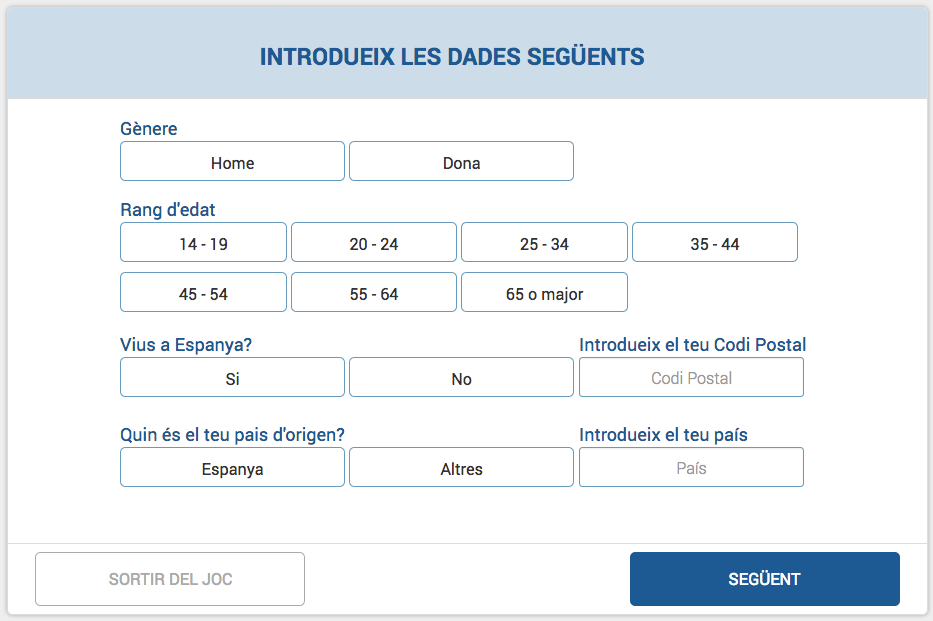 INTRODUEIX LES DADES SEGÜENTS
Gènere
Home Dona
Rang d'edat
14 - 19 20 - 24 25 - 34 35 - 44
45 - 54 55 - 64 65 o major
Vius a Espanya? Introdueix el teu Codi Postal
Si No Codi Postal
Quin és el teu pais d'origen? Introdueix el teu país
Espanya Altres País
SORTIR DEL JOC SEGÜENT